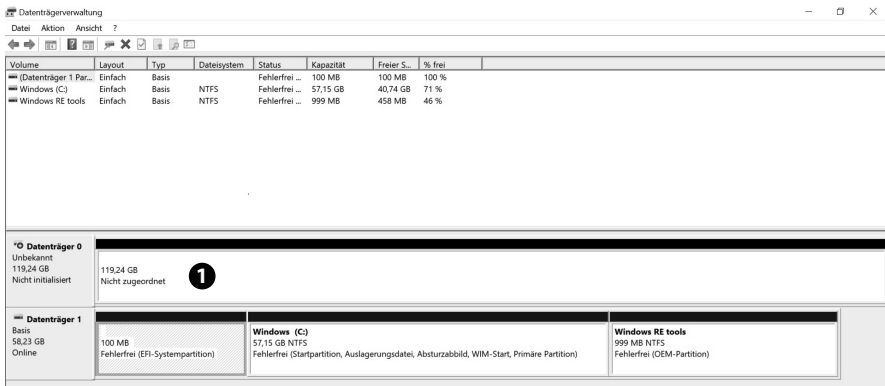 Datenträgerverwaltung
Datei Aktion Ansicht ?
Volume Layout Typ Dateisystem Status Kapazität Freier S... % frei
(Datenträger 1 Par... Einfach Basis Fehlerfrei ... 100 MB 100 MB 100 %
Windows (C:) Einfach Basis NTFS Fehlerfrei ... 57,15 GB 40,74 GB 71 %
Windows RE tools Einfach Basis NTFS Fehlerfrei ... 999 MB 458 MB 46 %
Datenträger 0
Unbekannt
119,24 GB
Nicht initialisiert
119,24 GB
Nicht zugeordnet
1
Datenträger 1
Basis
58,23 GB
Online
100 MB
Fehlerfrei (EFI-Systempartition)
Windows (C:)
57,15 GB NTFS
Fehlerfrei (Startpartition, Auslagerungsdatei, Absturzabbild, WIM-Start, Primäre Partition)
Windows RE tools
999 MB NTFS
Fehlerfrei (OEM-Partition)